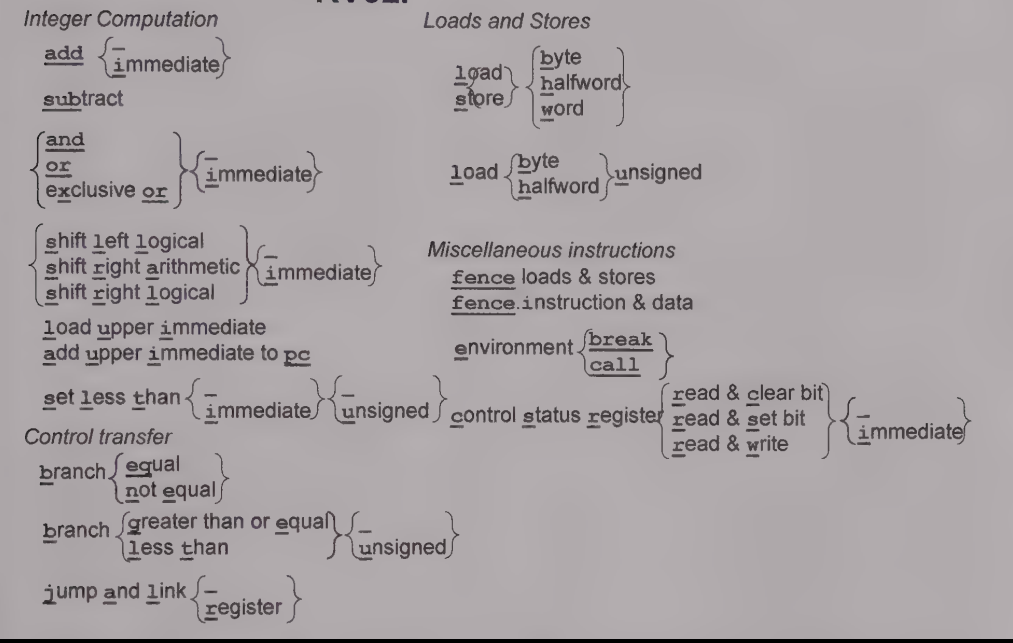 Integer Computation
add { –
immediate }
subtract
and
or
exclusive or
{ –
immediate }
shift left logical
shift right arithmetic
shift right logical
{ –
immediate }
load upper immediate
add upper immediate to pc
set less than { –
immediate } { –
unsigned }
Control transfer
branch { equal
not equal }
branch { greater than or equal
less than } { –
unsigned }
jump and link { –
register }
Loads and Stores
load
store
{ byte
halfword
word }
load { byte
halfword } unsigned
Miscellaneous instructions
fence loads & stores
fence.instruction & data
environment { break
call }
control status register { read & clear bit
read & set bit
read & write } { –
immediate }